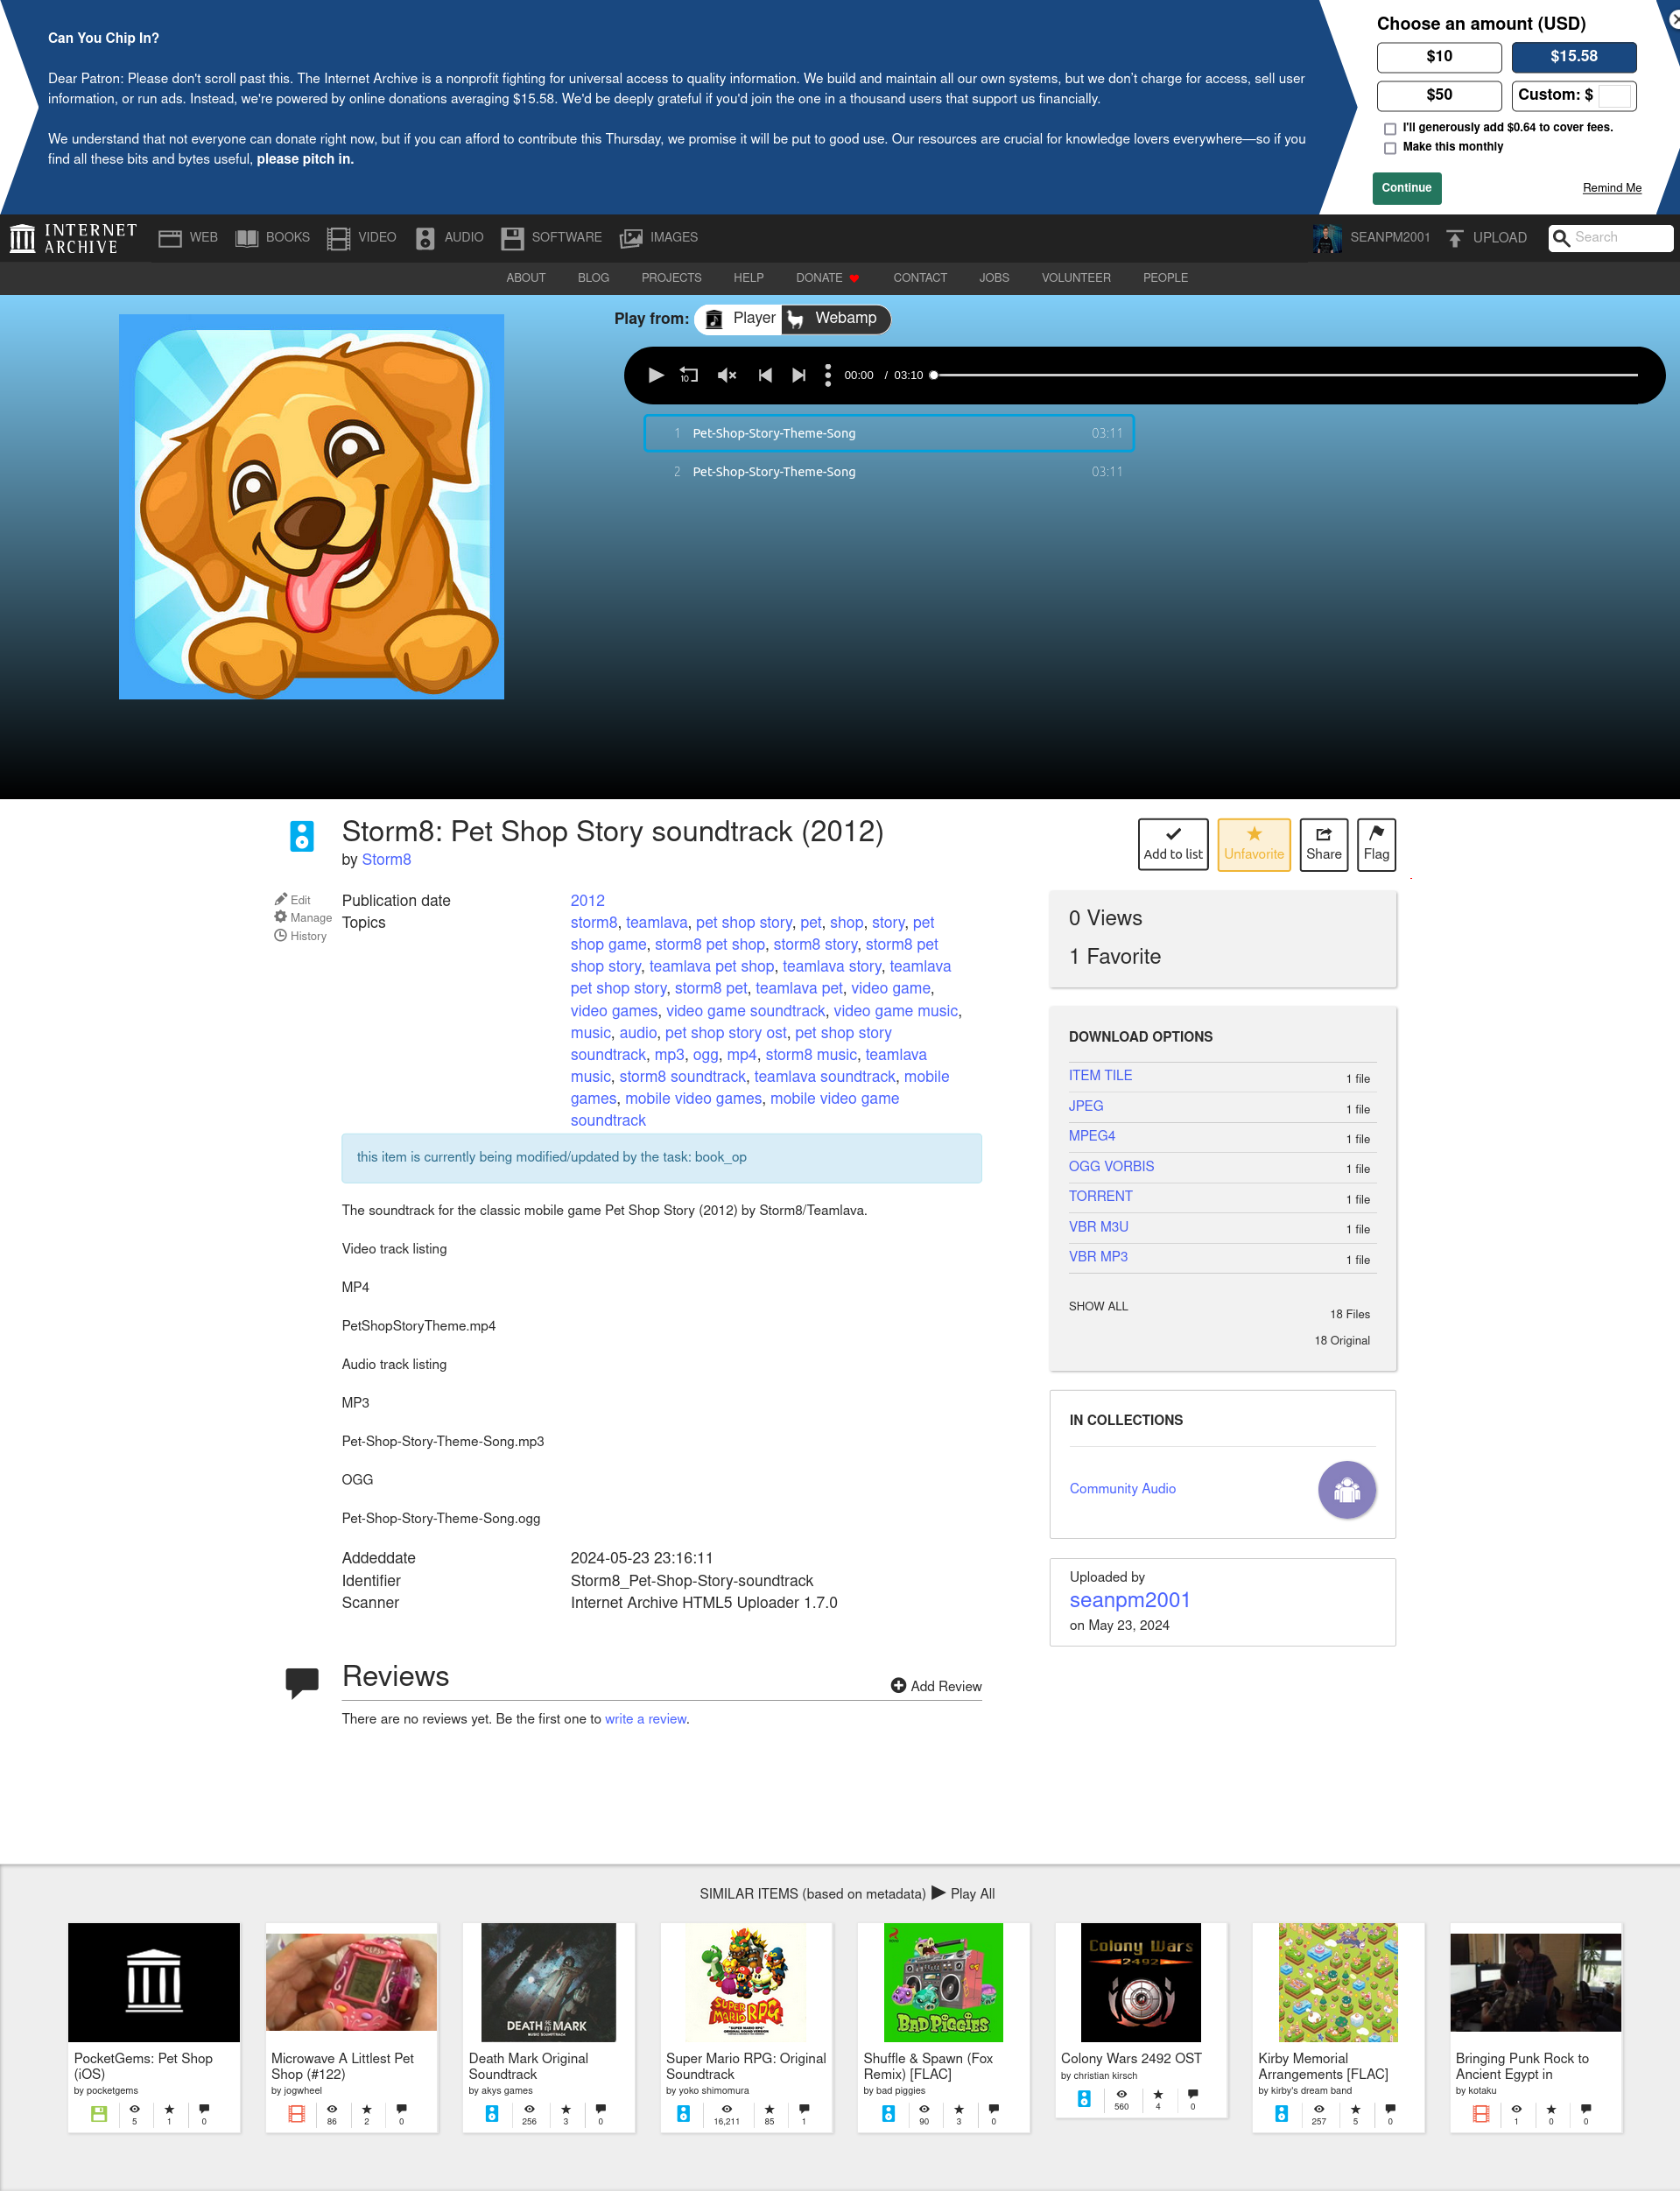 Can You Chip In?
Dear Patron: Please don't scroll past this. The Internet Archive is a nonprofit fighting for universal access to quality information. We build and maintain all our own systems, but we don't charge for access, sell user
information, or run ads. Instead, we're powered by online donations averaging $15.58. We'd be deeply grateful if you'd join the one in a thousand users that support us financially.
We understand that not everyone can donate right now, but if you can afford to contribute this Thursday, we promise it will be put to good use. Our resources are crucial for knowledge lovers everywhere—so if you
find all these bits and bytes useful, please pitch in.
Choose an amount (USD)
$10 $15.58
$50 Custom: $
I'll generously add $0.64 to cover fees.
Make this monthly
Continue Remind Me
INTERNET ARCHIVE WEB BOOKS VIDEO AUDIO SOFTWARE IMAGES SEANPM2001 UPLOAD Search
ABOUT BLOG PROJECTS HELP DONATE CONTACT JOBS VOLUNTEER PEOPLE
Play from: Player Webamp
10 00:00 / 03:10
1 Pet-Shop-Story-Theme-Song 03:11
2 Pet-Shop-Story-Theme-Song 03:11
Storm8: Pet Shop Story soundtrack (2012)
by Storm8
Add to list Unfavorite Share Flag
Edit
Manage
History
Publication date 2012
Topics storm8, teamlava, pet shop story, pet, shop, story, pet
shop game, storm8 pet shop, storm8 story, storm8 pet
shop story, teamlava pet shop, teamlava story, teamlava
pet shop story, storm8 pet, teamlava pet, video game,
video games, video game soundtrack, video game music,
music, audio, pet shop story ost, pet shop story
soundtrack, mp3, ogg, mp4, storm8 music, teamlava
music, storm8 soundtrack, teamlava soundtrack, mobile
games, mobile video games, mobile video game
soundtrack
this item is currently being modified/updated by the task: book_op
The soundtrack for the classic mobile game Pet Shop Story (2012) by Storm8/Teamlava.
Video track listing
MP4
PetShopStoryTheme.mp4
Audio track listing
MP3
Pet-Shop-Story-Theme-Song.mp3
OGG
Pet-Shop-Story-Theme-Song.ogg
Addeddate 2024-05-23 23:16:11
Identifier Storm8_Pet-Shop-Story-soundtrack
Scanner Internet Archive HTML5 Uploader 1.7.0
0 Views
1 Favorite
DOWNLOAD OPTIONS
ITEM TILE 1 file
JPEG 1 file
MPEG4 1 file
OGG VORBIS 1 file
TORRENT 1 file
VBR M3U 1 file
VBR MP3 1 file
SHOW ALL 18 Files
18 Original
IN COLLECTIONS
Community Audio
Uploaded by
seanpm2001
on May 23, 2024
Reviews
Add Review
There are no reviews yet. Be the first one to write a review.
SIMILAR ITEMS (based on metadata) Play All
PocketGems: Pet Shop
(iOS)
by pocketgems
5 1 0
Microwave A Littlest Pet
Shop (#122)
by jogwheel
86 2 0
DEATH MARK
Death Mark Original
Soundtrack
by akys games
256 3 0
SUPER MARIO RPG
Super Mario RPG: Original
Soundtrack
by yoko shimomura
16,211 85 1
BAD PIGGIES
Shuffle & Spawn (Fox
Remix) [FLAC]
by bad piggies
90 3 0
Colony Wars
2492
Colony Wars 2492 OST
by christian kirsch
560 4 0
Kirby Memorial
Arrangements [FLAC]
by kirby's dream band
257 5 0
Bringing Punk Rock to
Ancient Egypt in
by kotaku
1 0 0